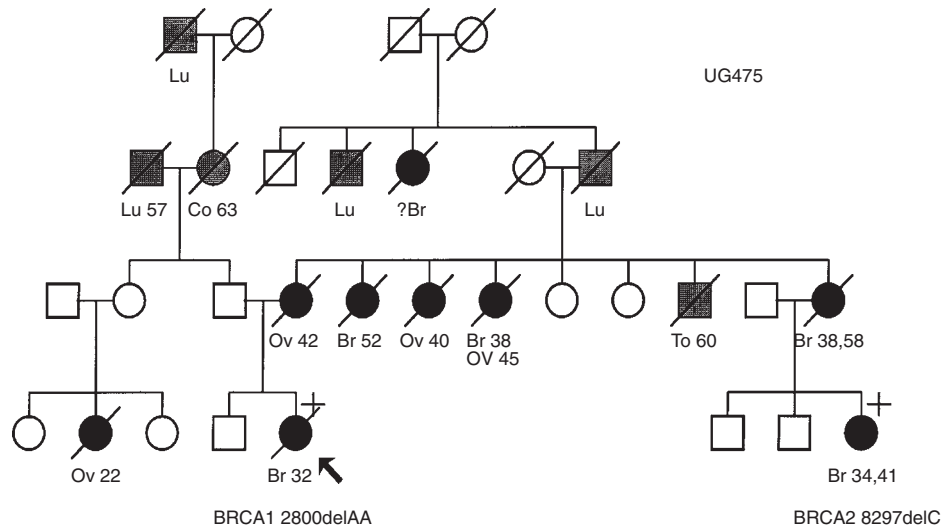 Lu
UG475
Lu 57
Co 63
Lu
?Br
Lu
Ov 42
Br 52
Ov 40
Br 38
OV 45
To 60
Br 38,58
Ov 22
Br 32
Br 34,41
BRCA1 2800delAA
BRCA2 8297delC